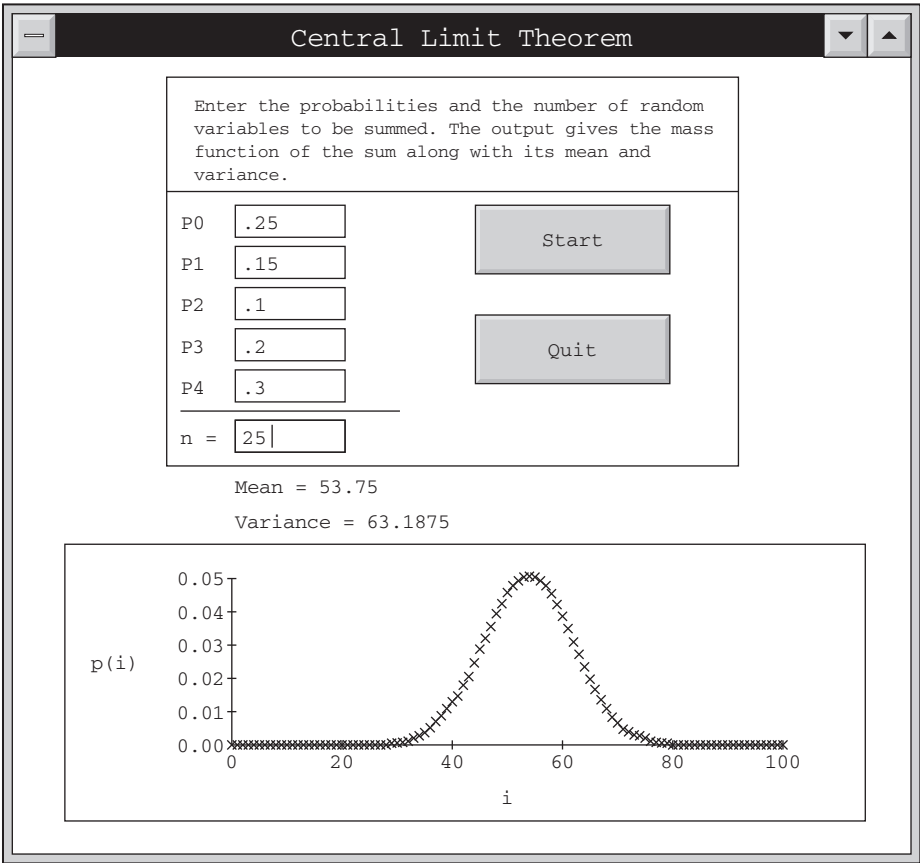 Central Limit Theorem
Enter the probabilities and the number of random
variables to be summed. The output gives the mass
function of the sum along with its mean and
variance.
P0 .25
P1 .15
P2 .1
P3 .2
P4 .3
n = 25
Start
Quit
Mean = 53.75
Variance = 63.1875
p(i)
0.05
0.04
0.03
0.02
0.01
0.00
0 20 40 60 80 100
i